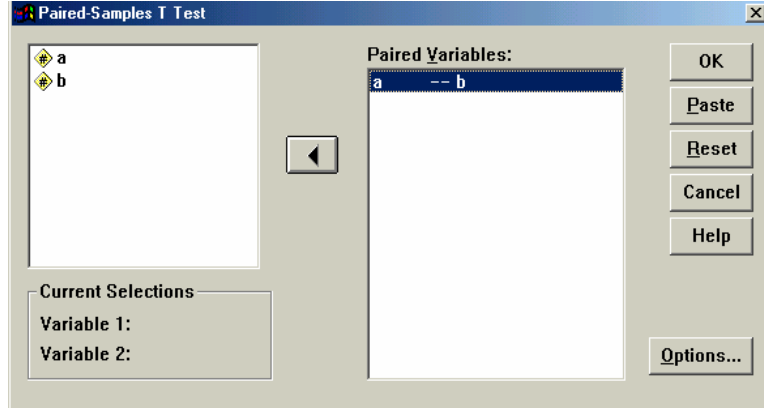 Paired-Samples T Test
a
b
Current Selections
Variable 1:
Variable 2:
Paired Variables:
a -- b
OK
Paste
Reset
Cancel
Help
Options...